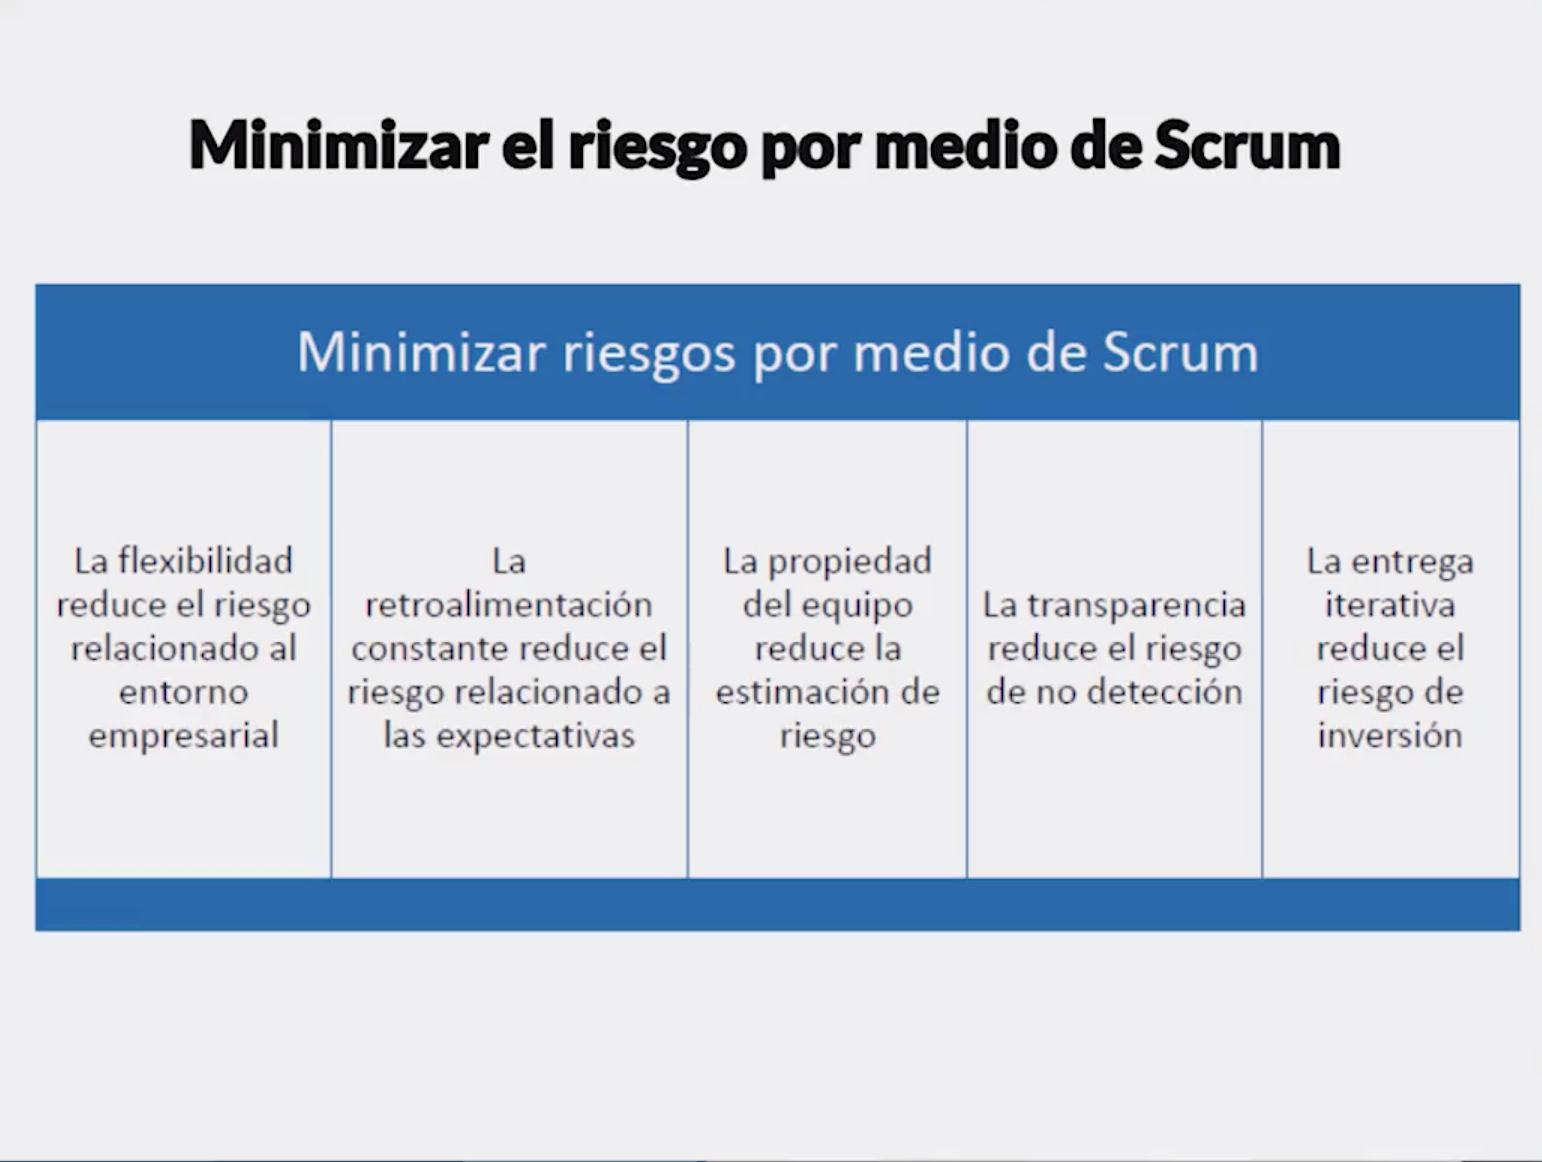 Minimizar el riesgo por medio de Scrum
Minimizar riesgos por medio de Scrum
La flexibilidad
reduce el riesgo
relacionado al
entorno
empresarial
La
retroalimentación
constante reduce el
riesgo relacionado a
las expectativas
La propiedad
del equipo
reduce la
estimación de
riesgo
La transparencia
reduce el riesgo
de no detección
La entrega
iterativa
reduce el
riesgo de
inversión